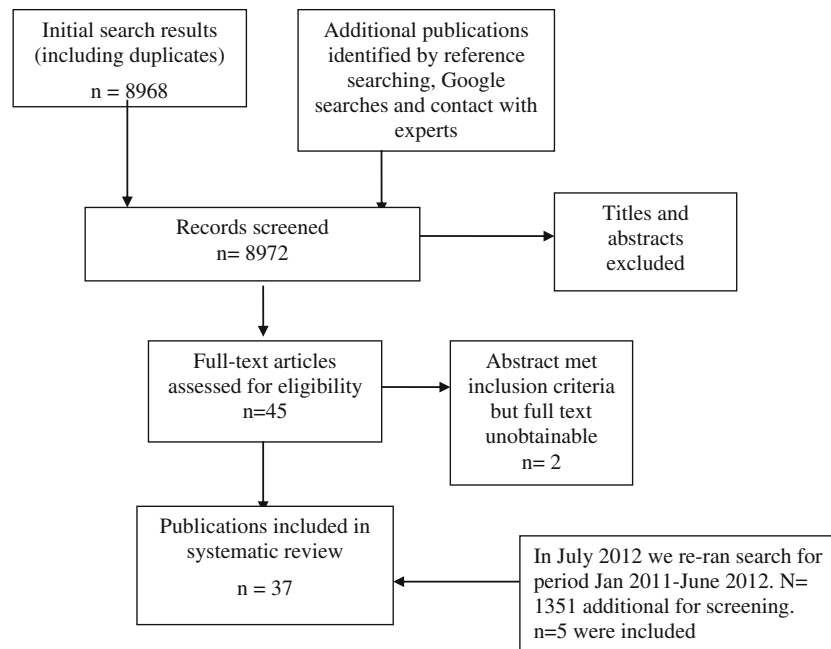 Initial search results
(including duplicates)
n = 8968
Additional publications
identified by reference
searching, Google
searches and contact with
experts
Records screened
n= 8972
Titles and
abstracts
excluded
Full-text articles
assessed for eligibility
n=45
Abstract met
inclusion criteria
but full text
unobtainable
n= 2
Publications included in
systematic review
n = 37
In July 2012 we re-ran search for
period Jan 2011-June 2012. N=
1351 additional for screening.
n=5 were included